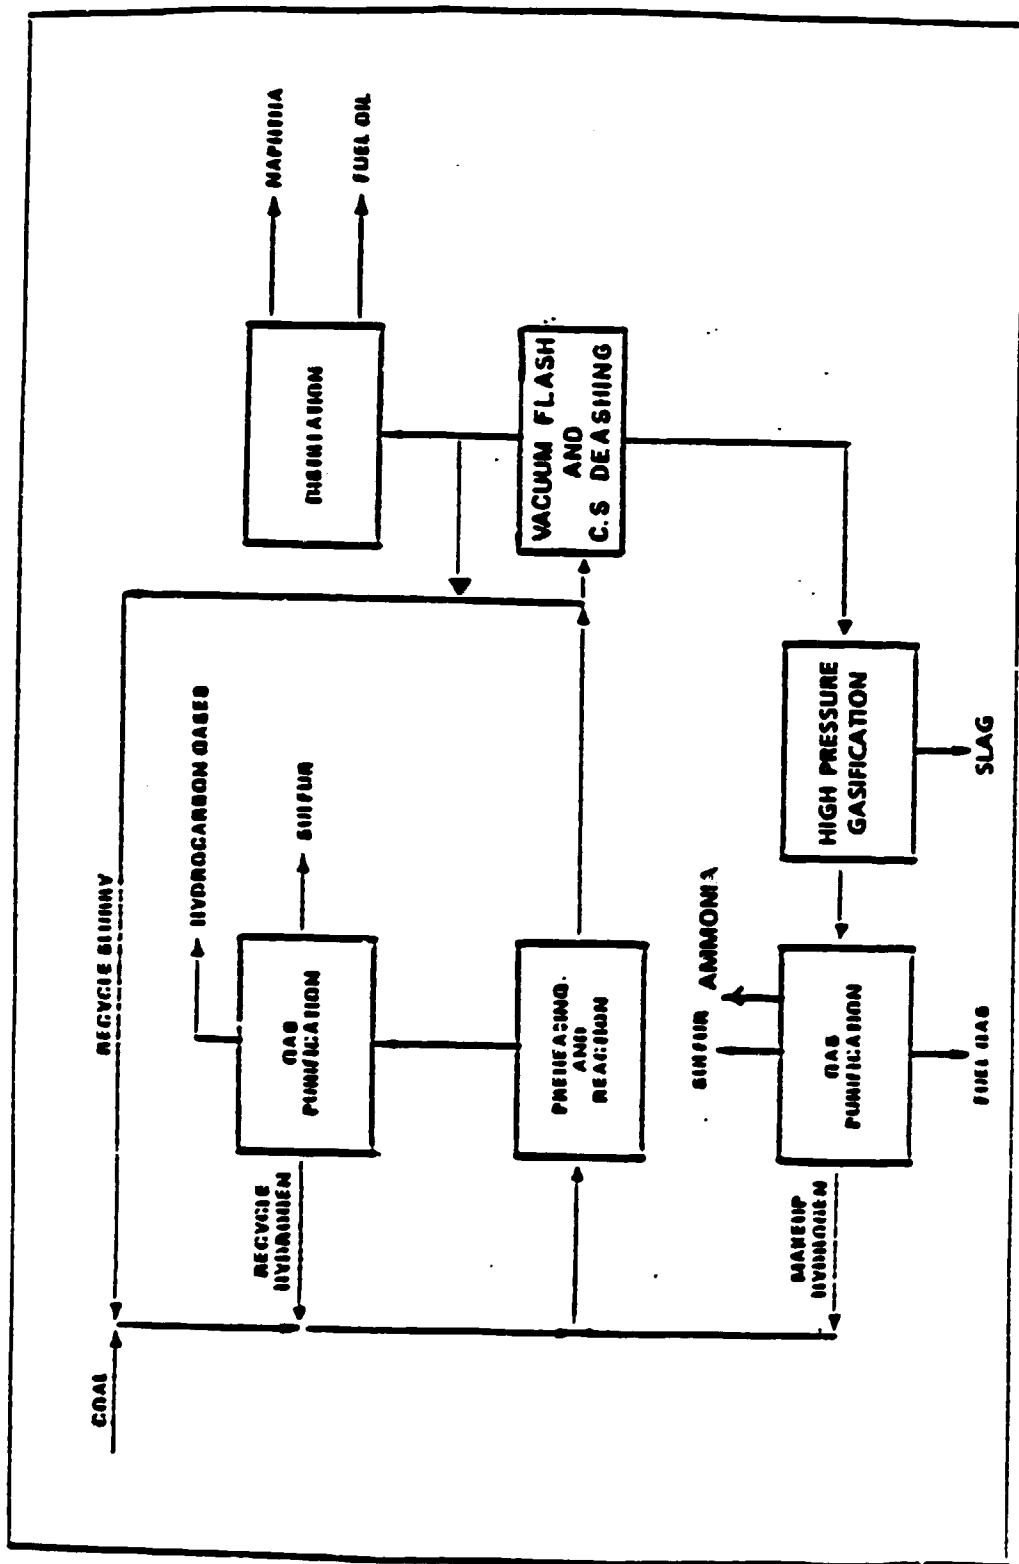 COAL
RECYCLE SLURRY
RECYCLE
HYDROGEN
GAS
PURIFICATION
HYDROCARBON GASES
SULFUR
DISTILLATION
NAPHTHA
FUEL OIL
PREHEATING
AND
REACTION
VACUUM FLASH
AND
C.S DEASHING
MAKEUP
HYDROGEN
SULFUR
AMMONIA
GAS
PURIFICATION
FUEL GAS
HIGH PRESSURE
GASIFICATION
SLAG